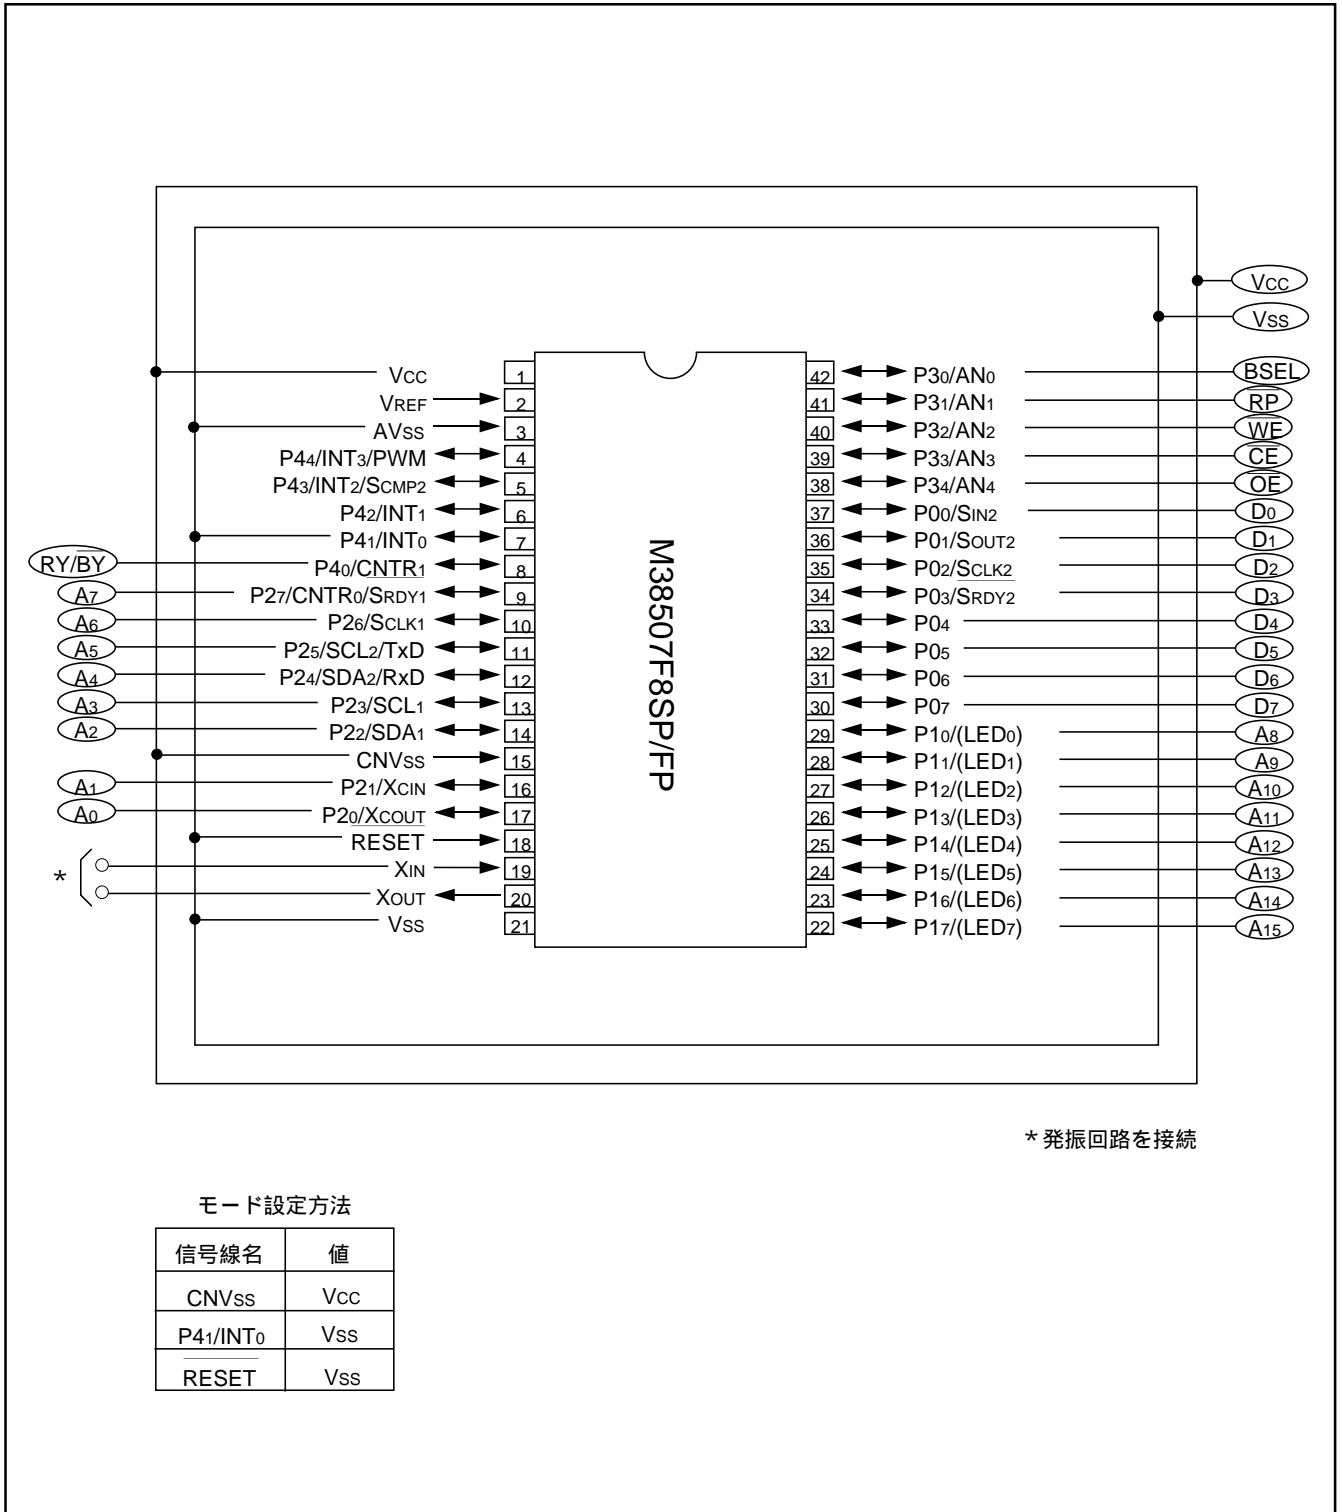 VCC
VSS
VCC 1 42 P30/AN0 BSEL
VREF 2 41 P31/AN1 RP
AVSS 3 40 P32/AN2 WE
P44/INT3/PWM 4 39 P33/AN3 CE
P43/INT2/SCMP2 5 38 P34/AN4 OE
P42/INT1 6 37 P00/SIN2 D0
P41/INT0 7 36 P01/SOUT2 D1
RY/BY P40/CNTR1 8 35 P02/SCLK2 D2
A7 P27/CNTR0/SRDY1 9 34 P03/SRDY2 D3
A6 P26/SCLK1 10 33 P04 D4
A5 P25/SCL2/TxD 11 32 P05 D5
A4 P24/SDA2/RxD 12 31 P06 D6
A3 P23/SCL1 13 30 P07 D7
A2 P22/SDA1 14 29 P10/(LED0) A8
CNVSS 15 28 P11/(LED1) A9
A1 P21/XCIN 16 27 P12/(LED2) A10
A0 P20/XCOUT 17 26 P13/(LED3) A11
RESET 18 25 P14/(LED4) A12
* XIN 19 24 P15/(LED5) A13
XOUT 20 23 P16/(LED6) A14
VSS 21 22 P17/(LED7) A15
M38507F8SP/FP
*発振回路を接続
モード設定方法
信号線名 値
CNVSS VCC
P41/INT0 VSS
RESET VSS